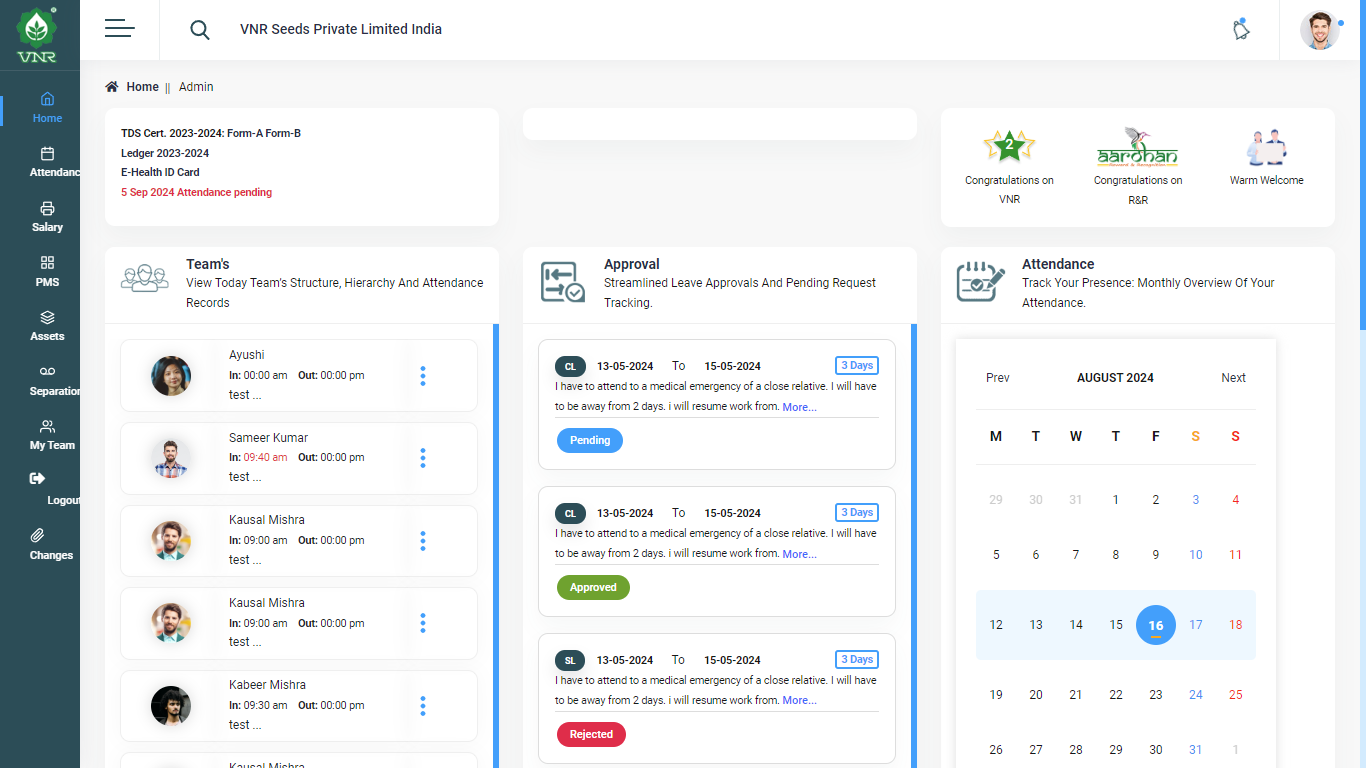 VNR
VNR Seeds Private Limited India
Home
Attendanc
Salary
PMS
Assets
Separation
My Team
Logout
Changes
Home || Admin
TDS Cert. 2023-2024: Form-A Form-B
Ledger 2023-2024
E-Health ID Card
5 Sep 2024 Attendance pending
2
Congratulations on
VNR
aardhan
Congratulations on
R&R
Warm Welcome
Team's
View Today Team's Structure, Hierarchy And Attendance
Records
Ayushi
In: 00:00 am Out: 00:00 pm
test ...
Sameer Kumar
In: 09:40 am Out: 00:00 pm
test ...
Kausal Mishra
In: 09:00 am Out: 00:00 pm
test ...
Kausal Mishra
In: 09:00 am Out: 00:00 pm
test ...
Kabeer Mishra
In: 09:30 am Out: 00:00 pm
test ...
Kausal Mishra
Approval
Streamlined Leave Approvals And Pending Request
Tracking.
CL 13-05-2024 To 15-05-2024 3 Days
I have to attend to a medical emergency of a close relative. I will have
to be away from 2 days. i will resume work from. More...
Pending
CL 13-05-2024 To 15-05-2024 3 Days
I have to attend to a medical emergency of a close relative. I will have
to be away from 2 days. i will resume work from. More...
Approved
SL 13-05-2024 To 15-05-2024 3 Days
I have to attend to a medical emergency of a close relative. I will have
to be away from 2 days. i will resume work from. More...
Rejected
Attendance
Track Your Presence: Monthly Overview Of Your
Attendance.
Prev AUGUST 2024 Next
M T W T F S S
29 30 31 1 2 3 4
5 6 7 8 9 10 11
12 13 14 15 16 17 18
19 20 21 22 23 24 25
26 27 28 29 30 31 1